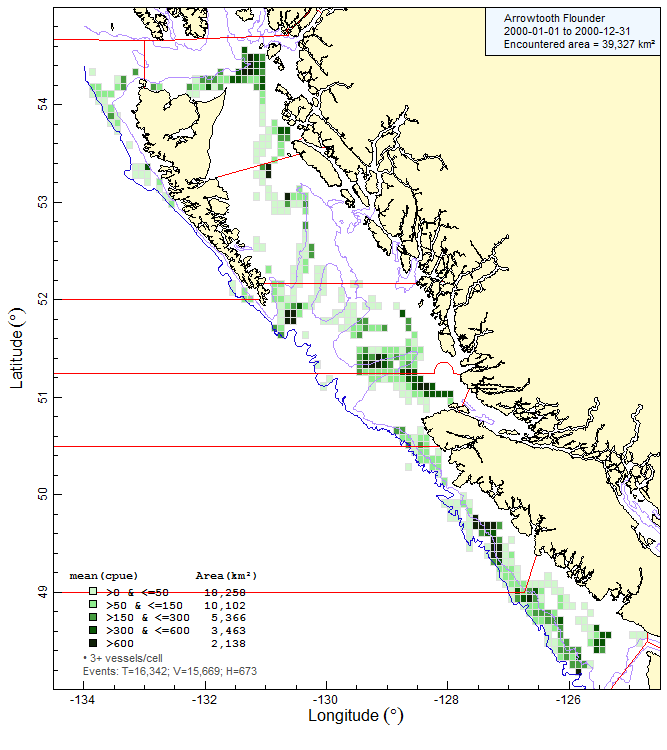 Arrowtooth Flounder
2000-01-01 to 2000-12-31
Encountered area = 39,327 km²
54
53
52
51
50
49
Latitude (°)
mean(cpue) Area(km²)
>0 & <=50 18,258
>50 & <=150 10,102
>150 & <=300 5,366
>300 & <=600 3,463
>600 2,138
• 3+ vessels/cell
Events: T=16,342; V=15,669; H=673
-134 -132 -130 -128 -126
Longitude (°)